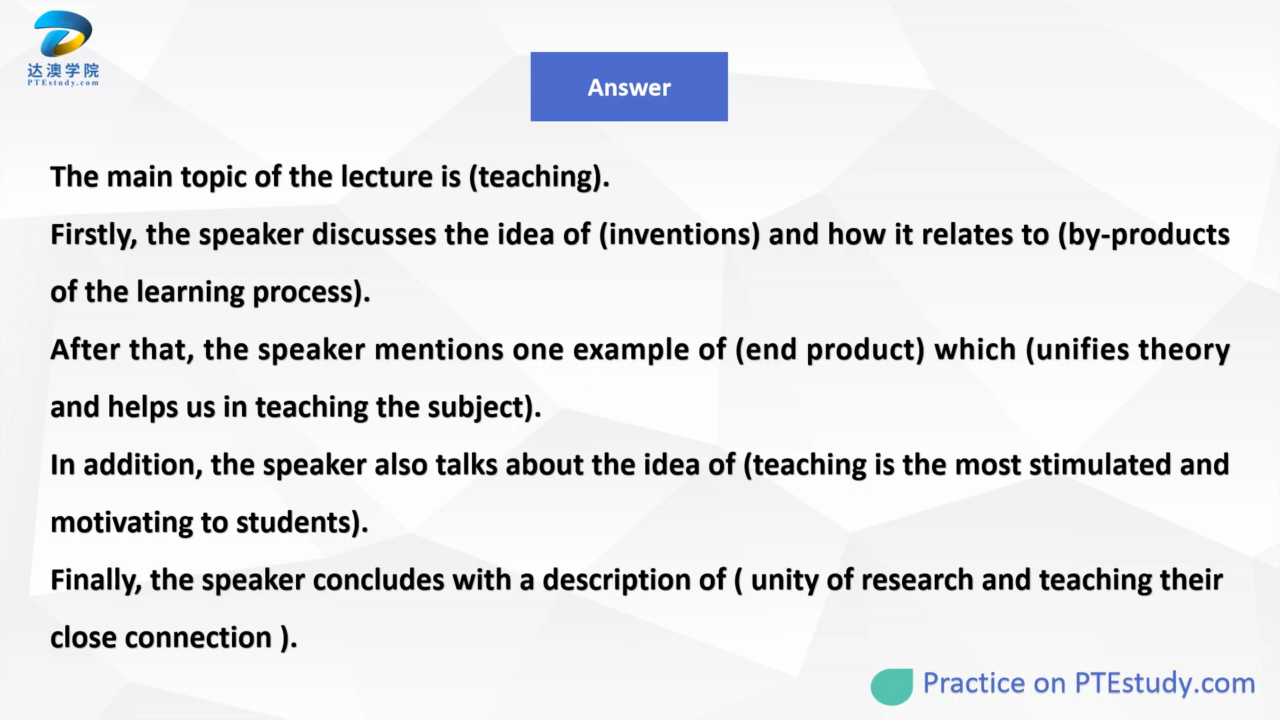 达澳学院
PTEstudy.com
Answer
The main topic of the lecture is (teaching).
Firstly, the speaker discusses the idea of (inventions) and how it relates to (by-products
of the learning process).
After that, the speaker mentions one example of (end product) which (unifies theory
and helps us in teaching the subject).
In addition, the speaker also talks about the idea of (teaching is the most stimulated and
motivating to students).
Finally, the speaker concludes with a description of ( unity of research and teaching their
close connection ).
Practice on PTEstudy.com